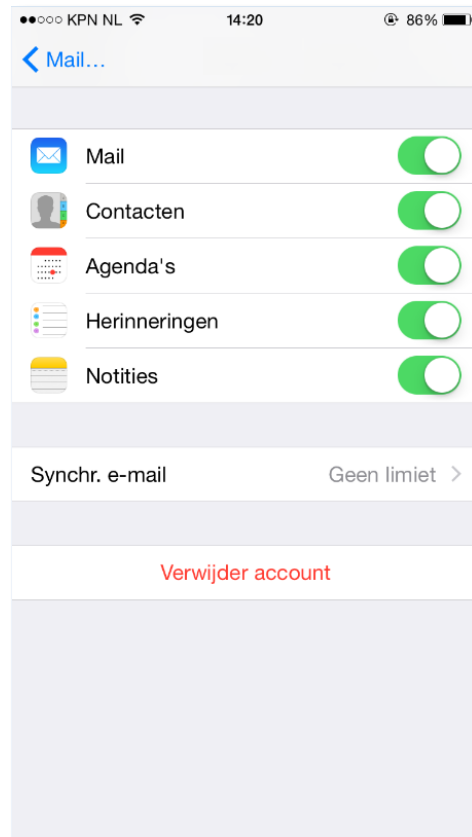 KPN NL 14:20 86%
Mail...
Mail
Contacten
Agenda's
Herinneringen
Notities
Synchr. e-mail Geen limiet
Verwijder account